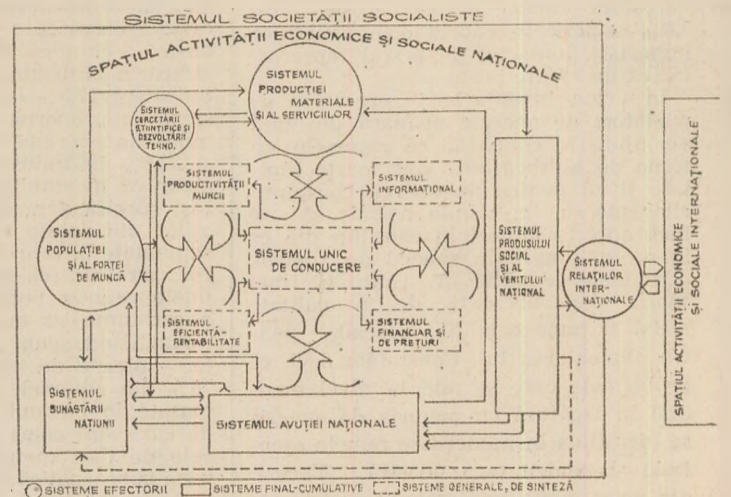 SISTEMUL SOCIETĂȚII SOCIALISTE
SPAȚIUL ACTIVITĂȚII ECONOMICE ȘI SOCIALE NAȚIONALE
SISTEMUL
PRODUCȚIEI
MATERIALE
ȘI AL SERVICIILOR
SISTEMUL
CERCETĂRII
ȘTIINȚIFICE ȘI
DEZVOLTĂRII
TEHNO.
SISTEMUL
PRODUCTIVITĂȚII
MUNCII
SISTEMUL
INFORMAȚIONAL
SISTEMUL
POPULAȚIEI
ȘI AL FORȚEI
DE MUNCĂ
SISTEMUL UNIC
DE CONDUCERE
SISTEMUL
PRODUSULUI
SOCIAL
ȘI AL
VENITULUI
NAȚIONAL
SISTEMUL
RELAȚIILOR
INTER-
NAȚIONALE
SPAȚIUL ACTIVITĂȚII ECONOMICE
ȘI SOCIALE INTERNAȚIONALE
SISTEMUL
EFICIENȚĂ-
RENTABILITATE
SISTEMUL
FINANCIAR ȘI
DE PREȚURI
SISTEMUL
BUNĂSTĂRII
NAȚIUNII
SISTEMUL AVUȚIEI NAȚIONALE
SISTEME EFECTORII SISTEME FINAL-CUMULATIVE SISTEME GENERALE, DE SINTEZĂ